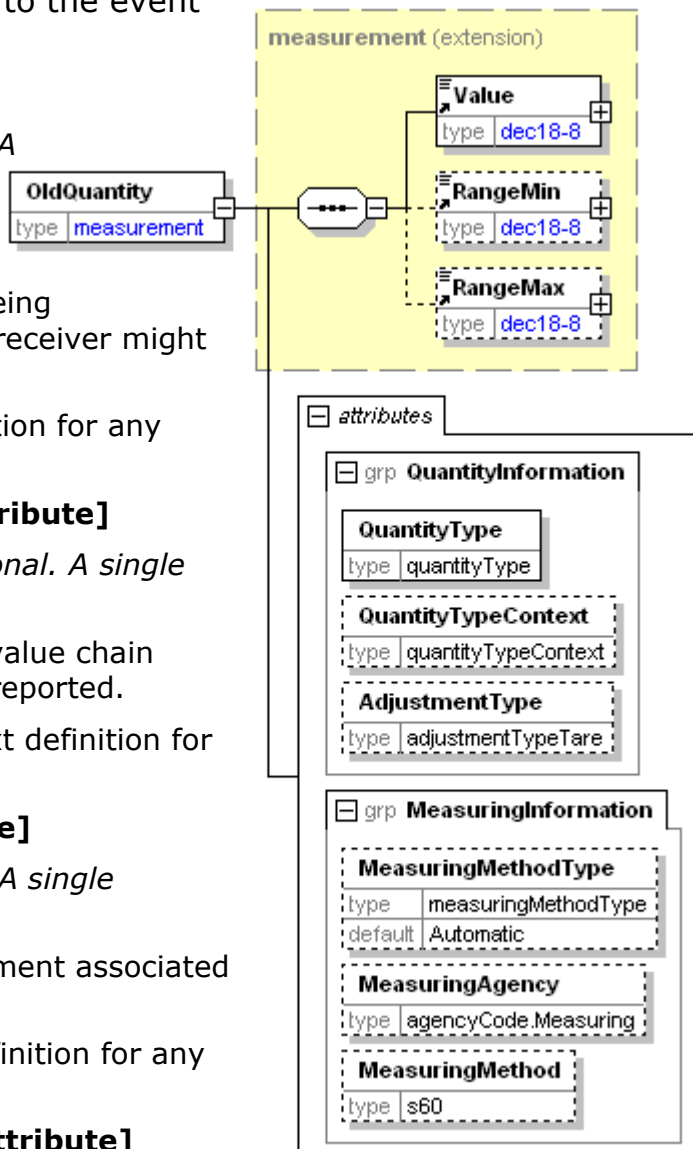 to the event
A
eing
receiver might
tion for any
ribute]
onal. A single
value chain
reported.
xt definition for
e]
A single
ment associated
finition for any
ttribute]
OldQuantity
type measurement
measurement (extension)
Value
type dec18-8
RangeMin
type dec18-8
RangeMax
type dec18-8
attributes
grp QuantityInformation
QuantityType
type quantityType
QuantityTypeContext
type quantityTypeContext
AdjustmentType
type adjustmentTypeTare
grp MeasuringInformation
MeasuringMethodType
type measuringMethodType
default Automatic
MeasuringAgency
type agencyCode.Measuring
MeasuringMethod
type s60